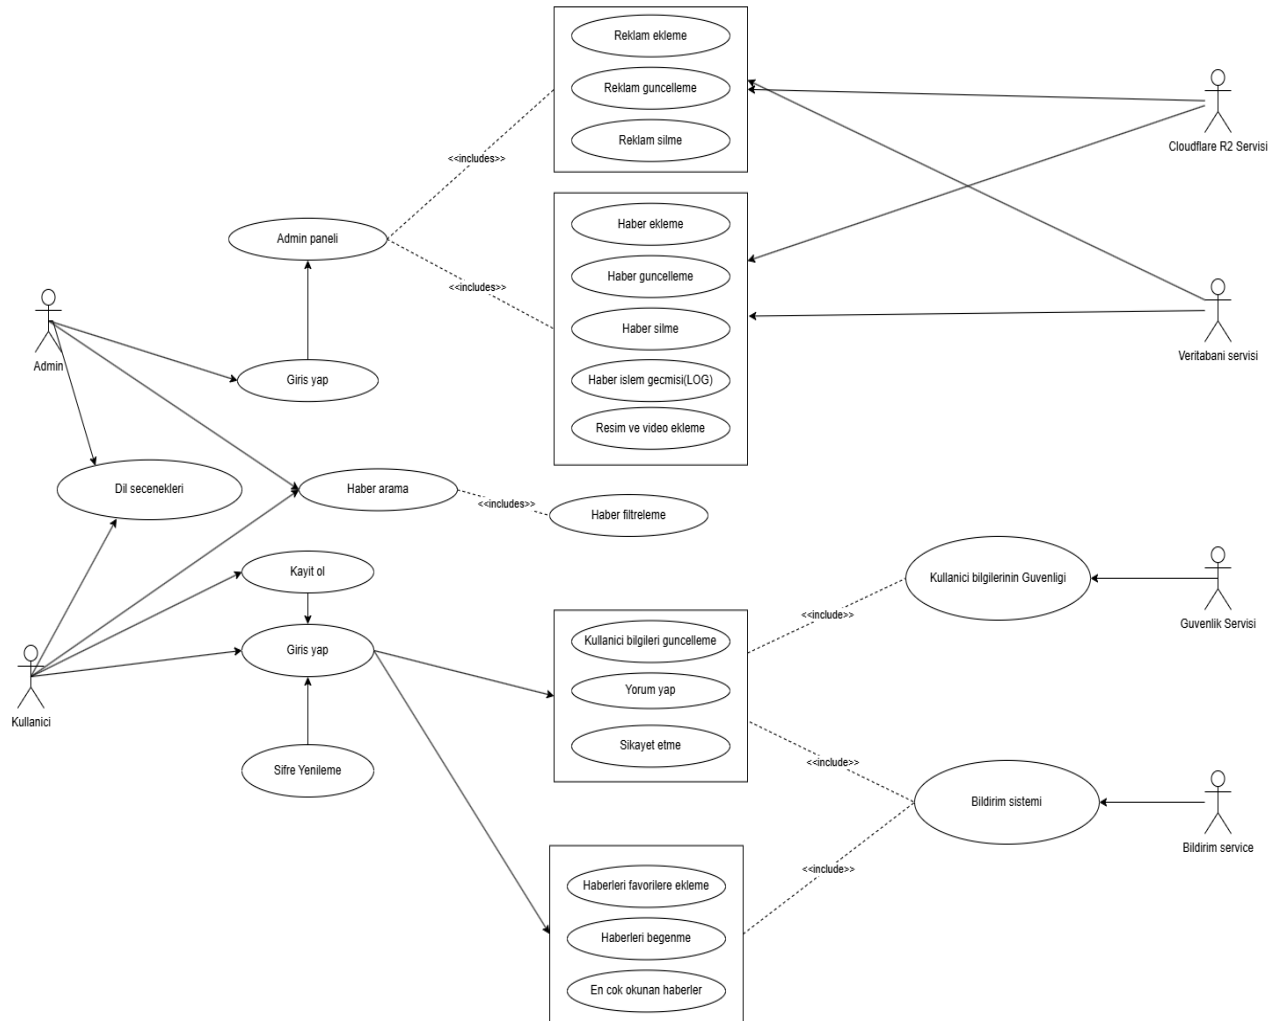 Reklam ekleme
Reklam guncelleme
Reklam silme
Cloudflare R2 Servisi
<<includes>>
Haber ekleme
Admin paneli
Haber guncelleme
<<includes>>
Haber silme
Veritabani servisi
Admin
Giris yap
Haber islem gecmisi(LOG)
Resim ve video ekleme
Dil secenekleri
Haber arama
<<includes>>
Haber filtreleme
Kayit ol
Kullanici bilgilerinin Guvenligi
<<include>>
Guvenlik Servisi
Kullanici bilgileri guncelleme
Giris yap
Yorum yap
Kullanici
Sikayet etme
<<include>>
Sifre Yenileme
Bildirim sistemi
Bildirim service
<<include>>
Haberleri favorilere ekleme
Haberleri begenme
En cok okunan haberler